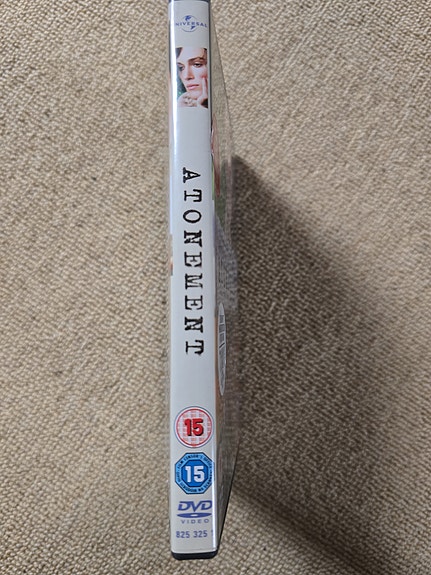 UNIVERSAL
ATONEMENT
15
15
DVD
VIDEO
825 325